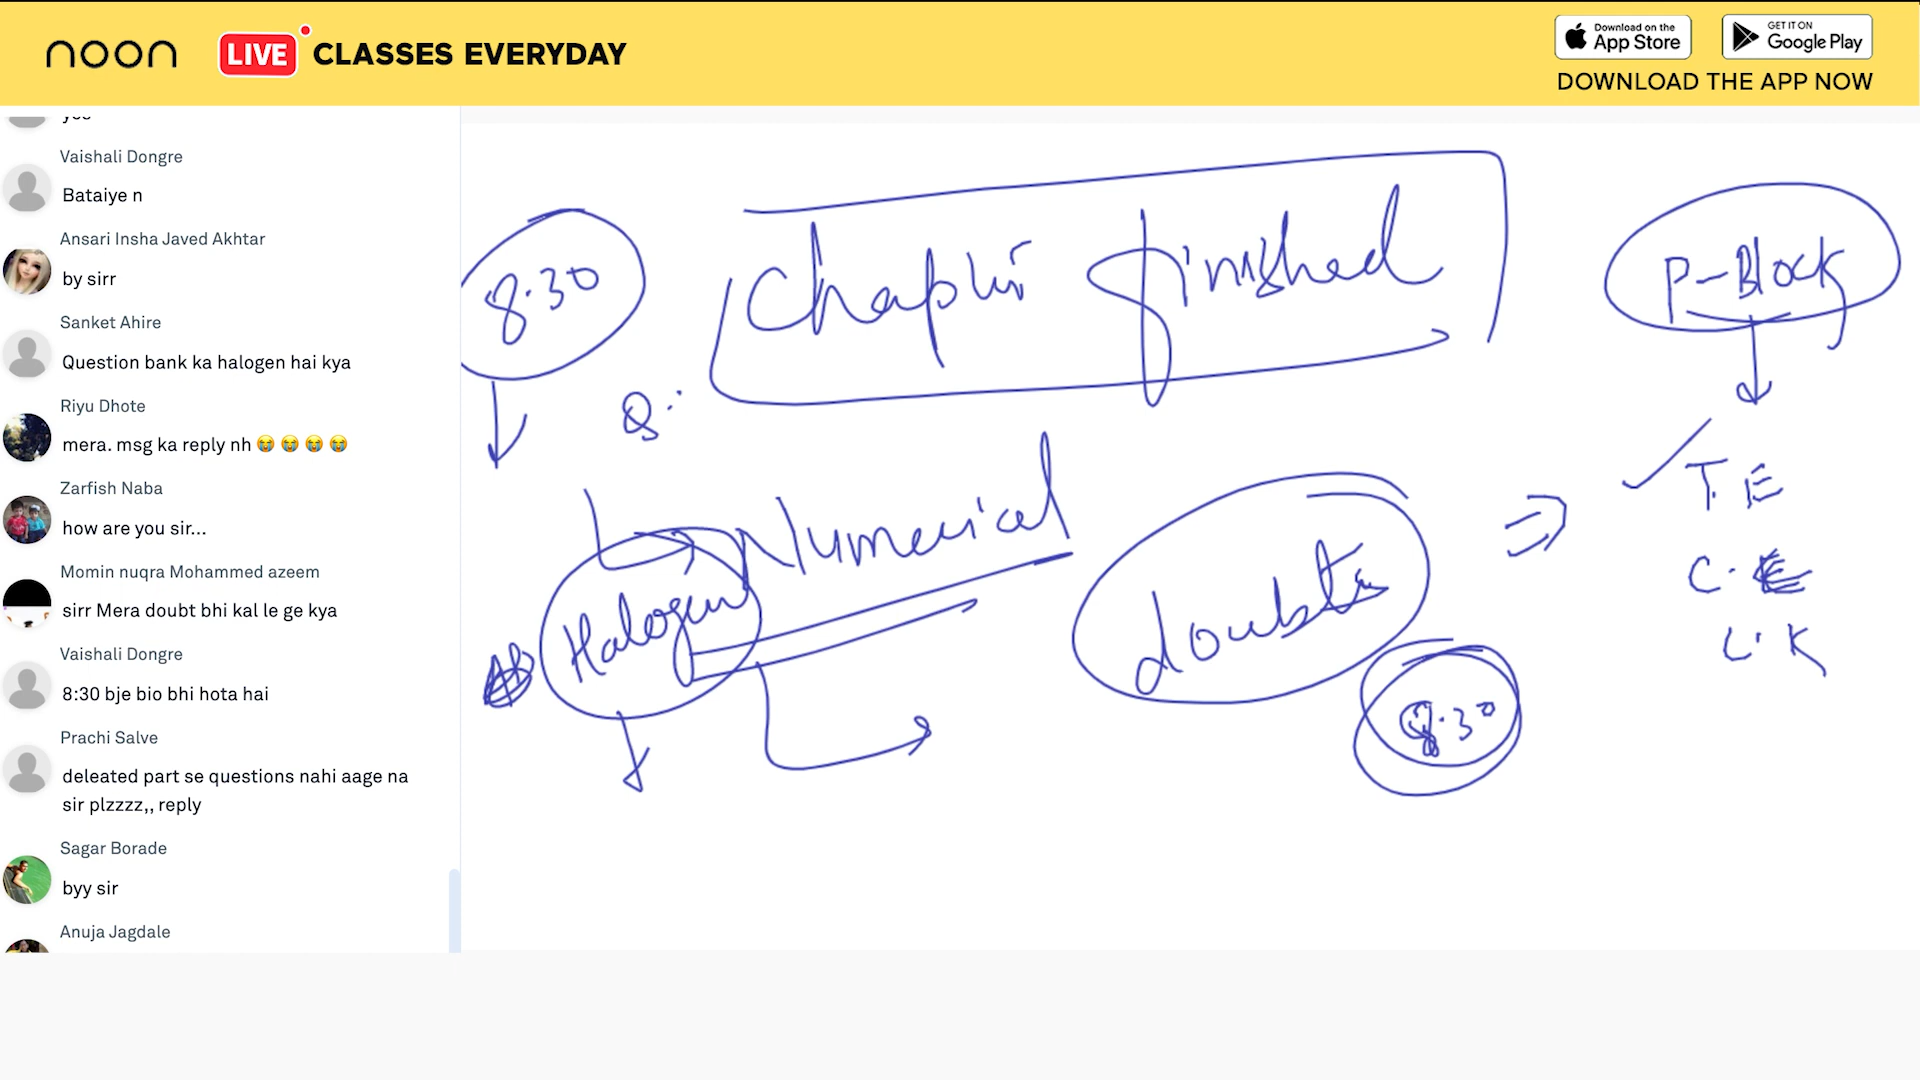 noon LIVE CLASSES EVERYDAY
Download on the App Store
GET IT ON Google Play
DOWNLOAD THE APP NOW
yes
Vaishali Dongre
Bataiye n
Ansari Insha Javed Akhtar
by sirr
Sanket Ahire
Question bank ka halogen hai kya
Riyu Dhote
mera. msg ka reply nh 😭 😭 😭 😭
Zarfish Naba
how are you sir...
Momin nuqra Mohammed azeem
sirr Mera doubt bhi kal le ge kya
Vaishali Dongre
8:30 bje bio bhi hota hai
Prachi Salve
deleated part se questions nahi aage na
sir plzzzz,, reply
Sagar Borade
byy sir
Anuja Jagdale
8.30
Chapter finished
P-Block
Q.
Numerical
Halogen
doubts
8.30
T. E
C.
L. K